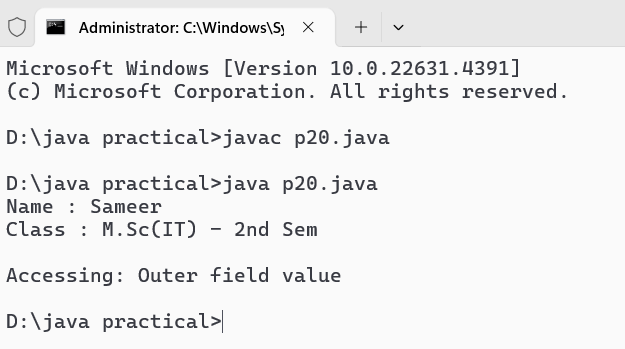 Administrator: C:\Windows\Sy
Microsoft Windows [Version 10.0.22631.4391]
(c) Microsoft Corporation. All rights reserved.
D:\java practical>javac p20.java
D:\java practical>java p20.java
Name : Sameer
Class : M.Sc(IT) - 2nd Sem
Accessing: Outer field value
D:\java practical>